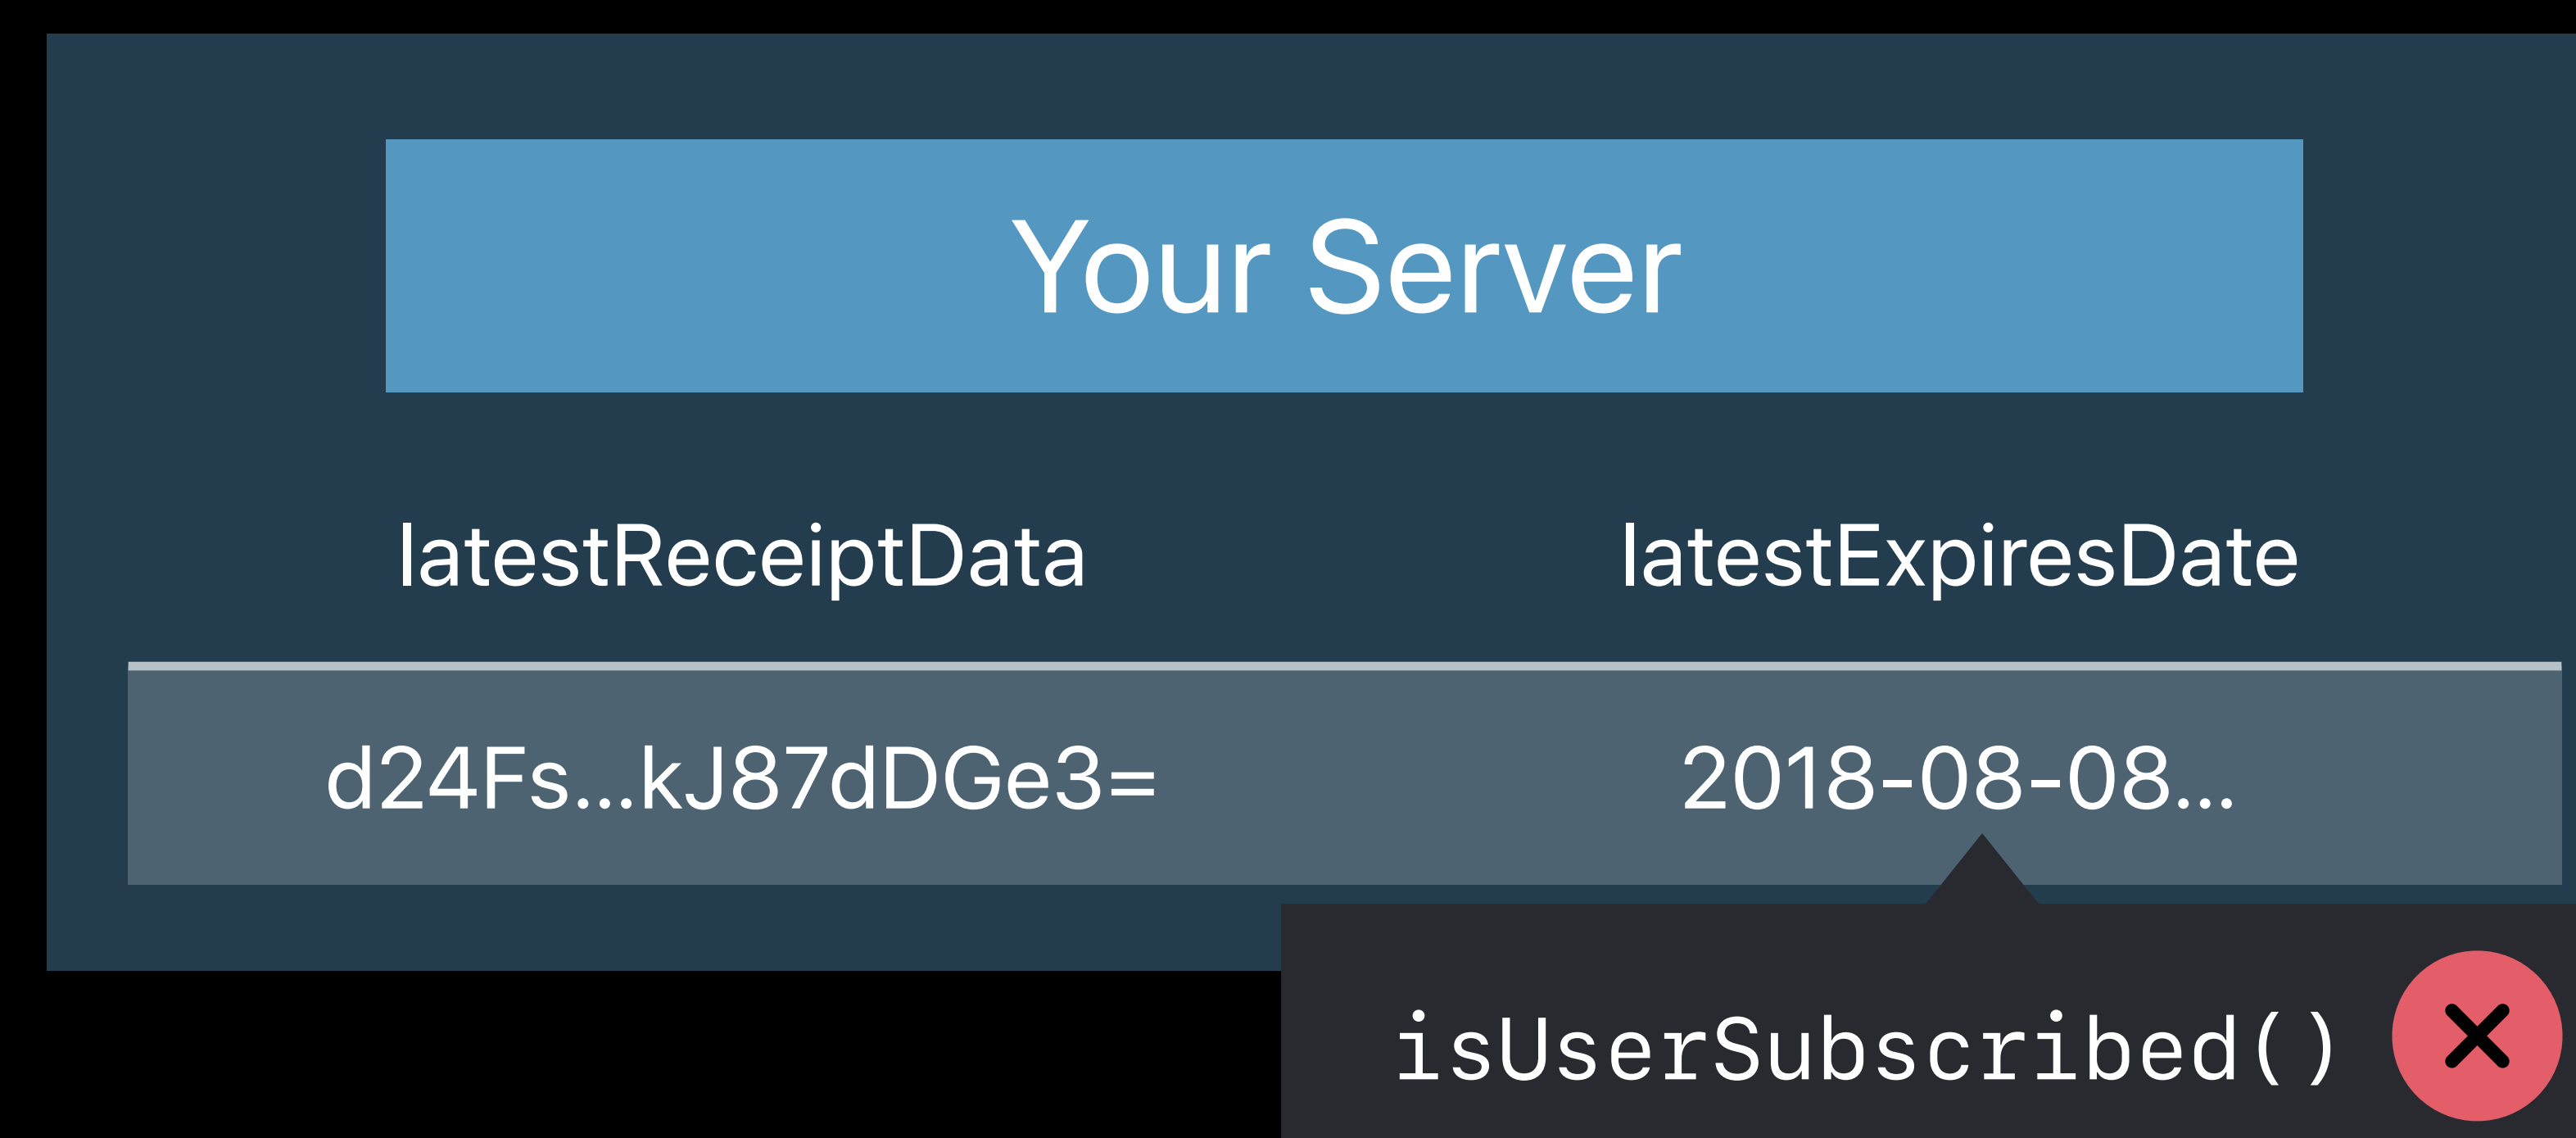 Your Server
latestReceiptData latestExpiresDate
d24Fs...kJ87dDGe3= 2018-08-08...
isUserSubscribed()